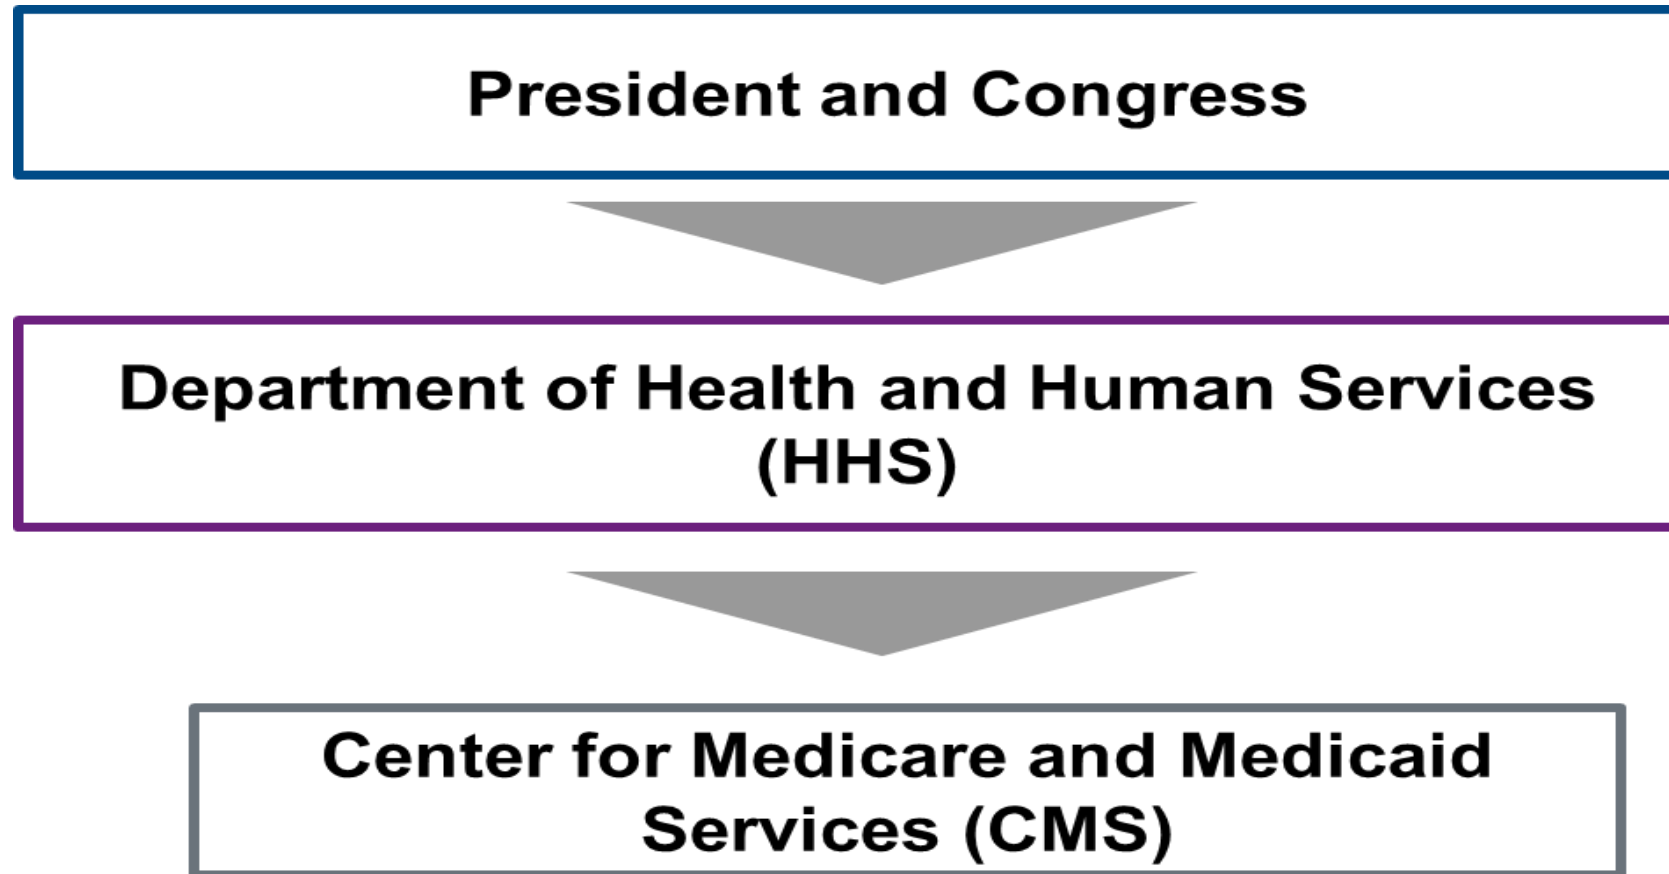 President and Congress
Department of Health and Human Services
(HHS)
Center for Medicare and Medicaid
Services (CMS)